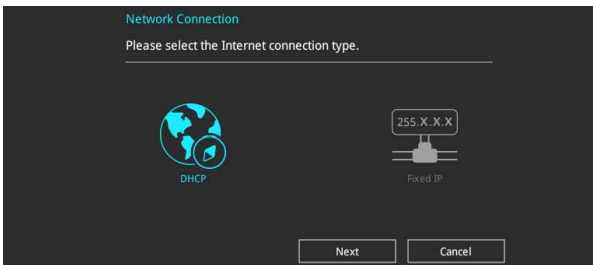 Network Connection
Please select the Internet connection type.
255.X.X.X
DHCP
Fixed IP
Next
Cancel